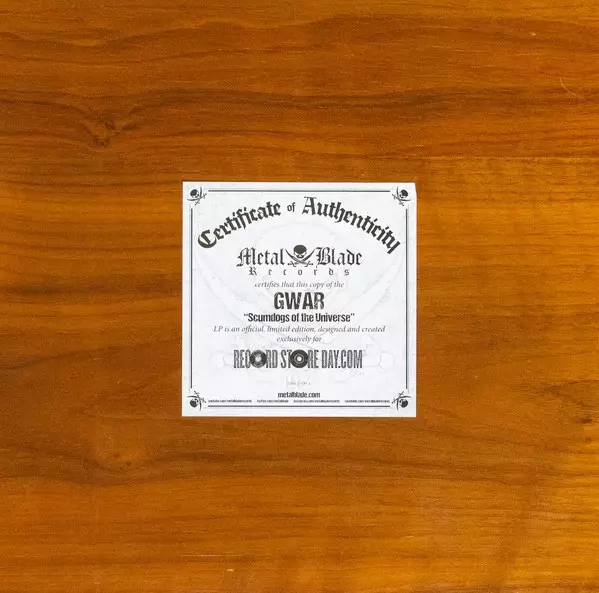 Certificate of Authenticity
Metal Blade
Records
certifies that this copy of the
GWAR
"Scumdogs of the Universe"
LP is an official, limited edition, designed and created
exclusively for
RECORD STORE DAY.COM
metalblade.com